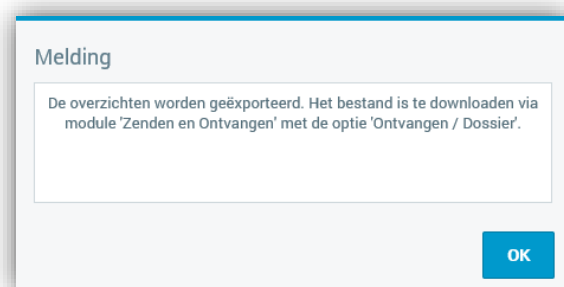 Melding
De overzichten worden geëxporteerd. Het bestand is te downloaden via
module 'Zenden en Ontvangen' met de optie 'Ontvangen / Dossier'.
OK